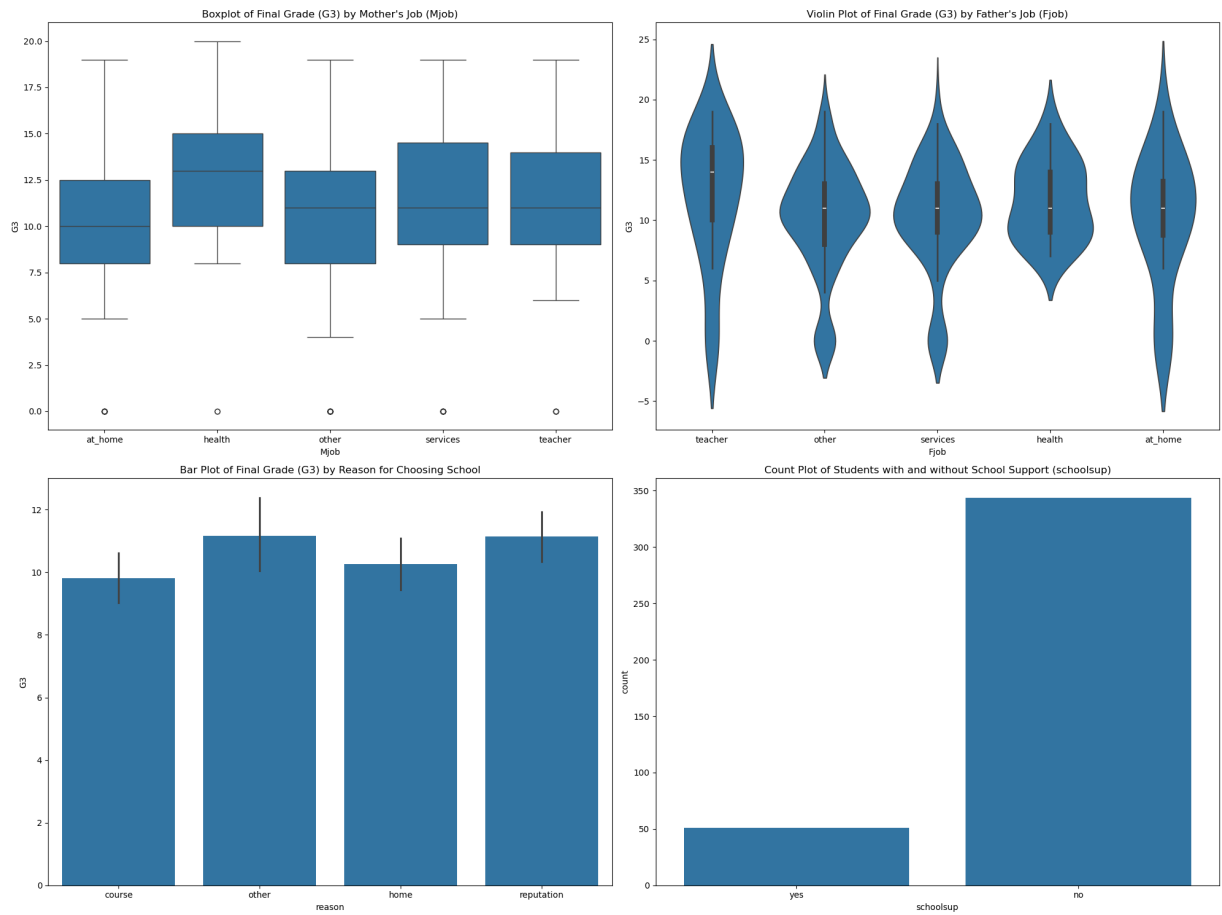 Boxplot of Final Grade (G3) by Mother's Job (Mjob)
20.0
17.5
15.0
12.5
10.0
7.5
5.0
2.5
0.0
G3
at_home health other services teacher
Mjob
Violin Plot of Final Grade (G3) by Father's Job (Fjob)
25
20
15
10
5
0
−5
G3
teacher other services health at_home
Fjob
Bar Plot of Final Grade (G3) by Reason for Choosing School
12
10
8
6
4
2
0
G3
course other home reputation
reason
Count Plot of Students with and without School Support (schoolsup)
350
300
250
200
150
100
50
0
count
yes no
schoolsup